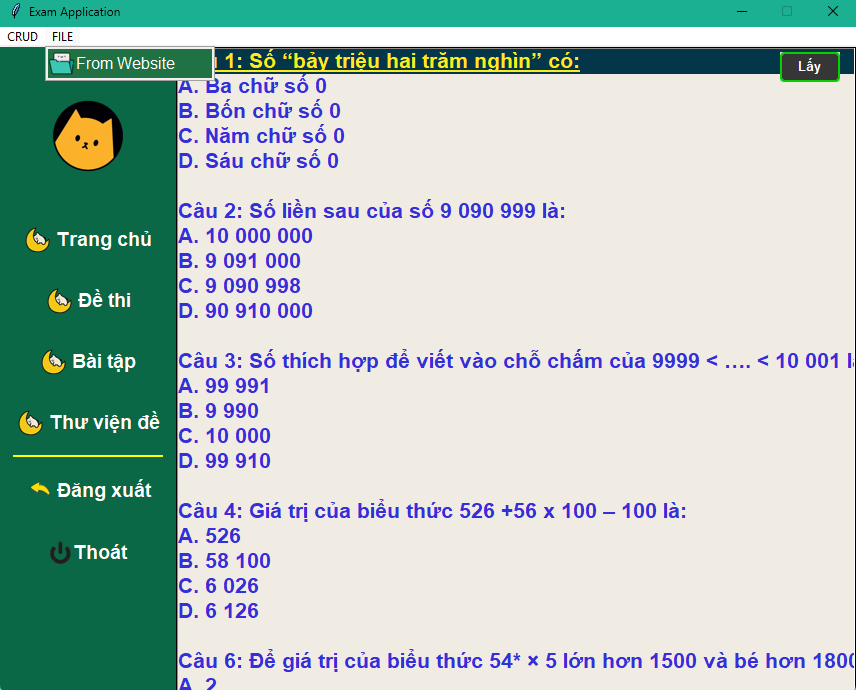 Exam Application
CRUD FILE
From Website
1: Số “bảy triệu hai trăm nghìn” có:
Lấy
A. Ba chữ số 0
B. Bốn chữ số 0
C. Năm chữ số 0
D. Sáu chữ số 0
Câu 2: Số liền sau của số 9 090 999 là:
A. 10 000 000
B. 9 091 000
C. 9 090 998
D. 90 910 000
Câu 3: Số thích hợp để viết vào chỗ chấm của 9999 < …. < 10 001
A. 99 991
B. 9 990
C. 10 000
D. 99 910
Câu 4: Giá trị của biểu thức 526 +56 x 100 – 100 là:
A. 526
B. 58 100
C. 6 026
D. 6 126
Câu 6: Để giá trị của biểu thức 54* × 5 lớn hơn 1500 và bé hơn 1800
A. 2
Trang chủ
Đề thi
Bài tập
Thư viện đề
Đăng xuất
Thoát